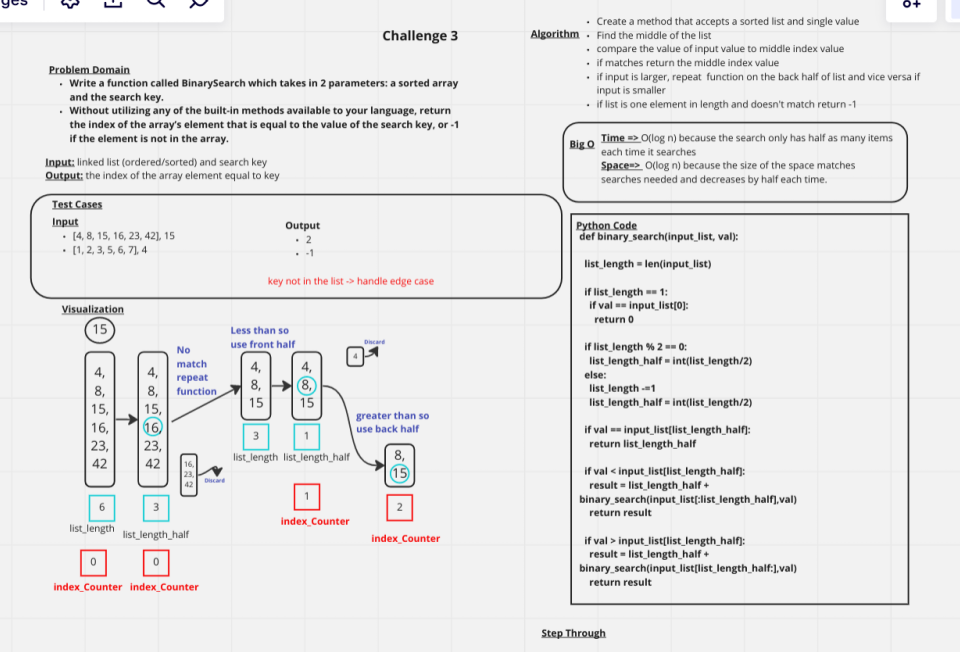 ges
Challenge 3
Problem Domain
• Write a function called BinarySearch which takes in 2 parameters: a sorted array
and the search key.
• Without utilizing any of the built-in methods available to your language, return
the index of the array's element that is equal to the value of the search key, or -1
if the element is not in the array.
Input: linked list (ordered/sorted) and search key
Output: the index of the array element equal to key
Test Cases
Input
• [4, 8, 15, 16, 23, 42], 15
• [1, 2, 3, 5, 6, 7], 4
Output
• 2
• -1
key not in the list -> handle edge case
Visualization
15
4,
8,
15,
16,
23,
42
6
list_length
0
index_Counter
4,
8,
15,
16,
23,
42
3
list_length_half
0
index_Counter
No
match
repeat
function
16,
23,
42
Discard
Less than so
use front half
4,
8,
15
3
list_length
4,
8,
15
1
list_length_half
1
index_Counter
4
Discard
greater than so
use back half
8,
15
2
index_Counter
Algorithm
• Create a method that accepts a sorted list and single value
• Find the middle of the list
• compare the value of input value to middle index value
• if matches return the middle index value
• if input is larger, repeat function on the back half of list and vice versa if
input is smaller
• if list is one element in length and doesn't match return -1
Big O
Time => O(log n) because the search only has half as many items
each time it searches
Space=> O(log n) because the size of the space matches
searches needed and decreases by half each time.
Python Code
def binary_search(input_list, val):
list_length = len(input_list)
if list_length == 1:
if val == input_list[0]:
return 0
if list_length % 2 == 0:
list_length_half = int(list_length/2)
else:
list_length -=1
list_length_half = int(list_length/2)
if val == input_list[list_length_half]:
return list_length_half
if val < input_list[list_length_half]:
result = list_length_half +
binary_search(input_list[:list_length_half],val)
return result
if val > input_list[list_length_half]:
result = list_length_half +
binary_search(input_list[list_length_half:],val)
return result
Step Through